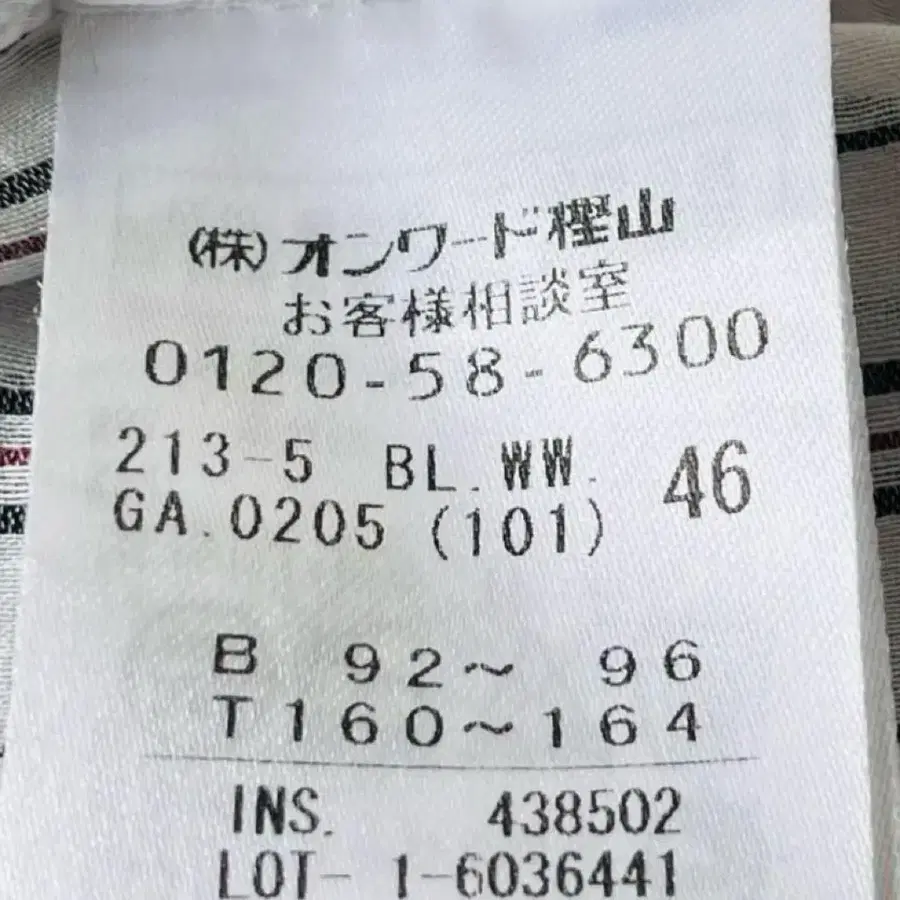 (株)オンワード樫山
お客様相談室
0120-58-6300
213-5 BL.WW. 46
GA.0205 (101)
B 92~ 96
T160~164
INS. 438502
LOT- 1-6036441